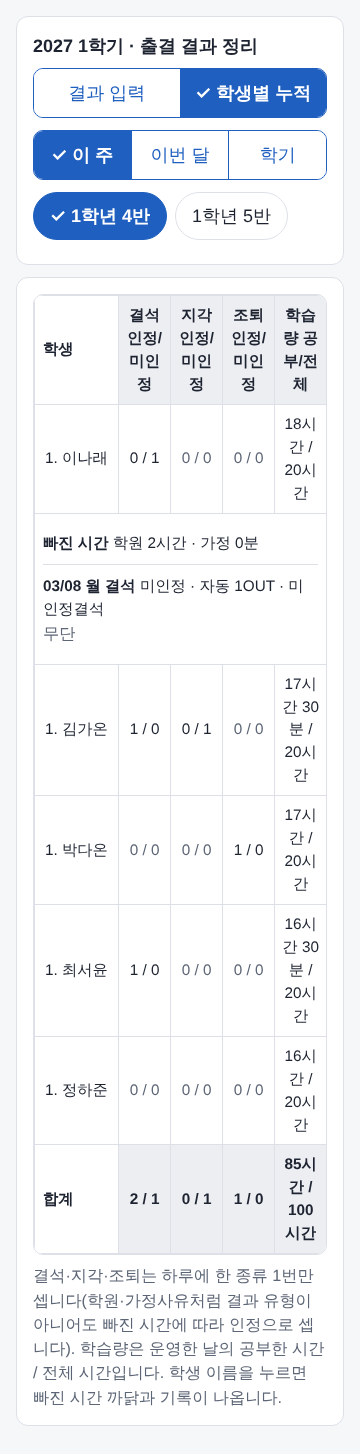 2027 1학기 · 출결 결과 정리
결과 입력
✓ 학생별 누적
✓ 이 주
이번 달
학기
✓ 1학년 4반
1학년 5반
학생
결석
인정/
미인
정
지각
인정/
미인
정
조퇴
인정/
미인
정
학습
량 공
부/전
체
1. 이나래
0 / 1
0 / 0
0 / 0
18시
간 /
20시
간
빠진 시간 학원 2시간 · 가정 0분
03/08 월 결석 미인정 · 자동 1OUT · 미
인정결석
무단
1. 김가온
1 / 0
0 / 1
0 / 0
17시
간 30
분 /
20시
간
1. 박다온
0 / 0
0 / 0
1 / 0
17시
간 /
20시
간
1. 최서윤
1 / 0
0 / 0
0 / 0
16시
간 30
분 /
20시
간
1. 정하준
0 / 0
0 / 0
0 / 0
16시
간 /
20시
간
합계
2 / 1
0 / 1
1 / 0
85시
간 /
100
시간
결석·지각·조퇴는 하루에 한 종류 1번만
셉니다(학원·가정사유처럼 결과 유형이
아니어도 빠진 시간에 따라 인정으로 셉
니다). 학습량은 운영한 날의 공부한 시간
/ 전체 시간입니다. 학생 이름을 누르면
빠진 시간 까닭과 기록이 나옵니다.